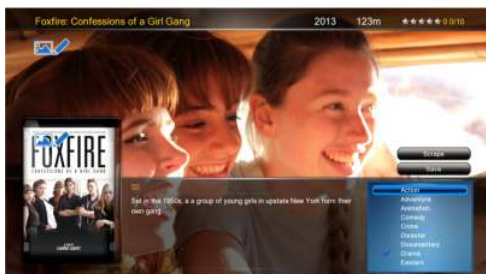 Foxfire: Confessions of a Girl Gang 2013 123m 0.0/10
FOXFIRE
CONFESSIONS OF A GIRL GANG
Scrape
Save
Set in the 1950s, a a group of young girls in upstate New York form their
own gang.
Action
Adventure
Animation
Comedy
Crime
Disaster
Documentary
Drama
Eastern